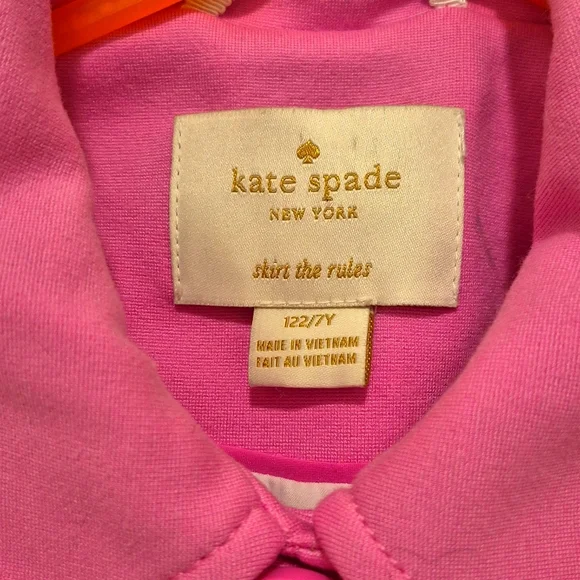 kate spade
NEW YORK
skirt the rules
122/7Y
MADE IN VIETNAM
FAIT AU VIETNAM